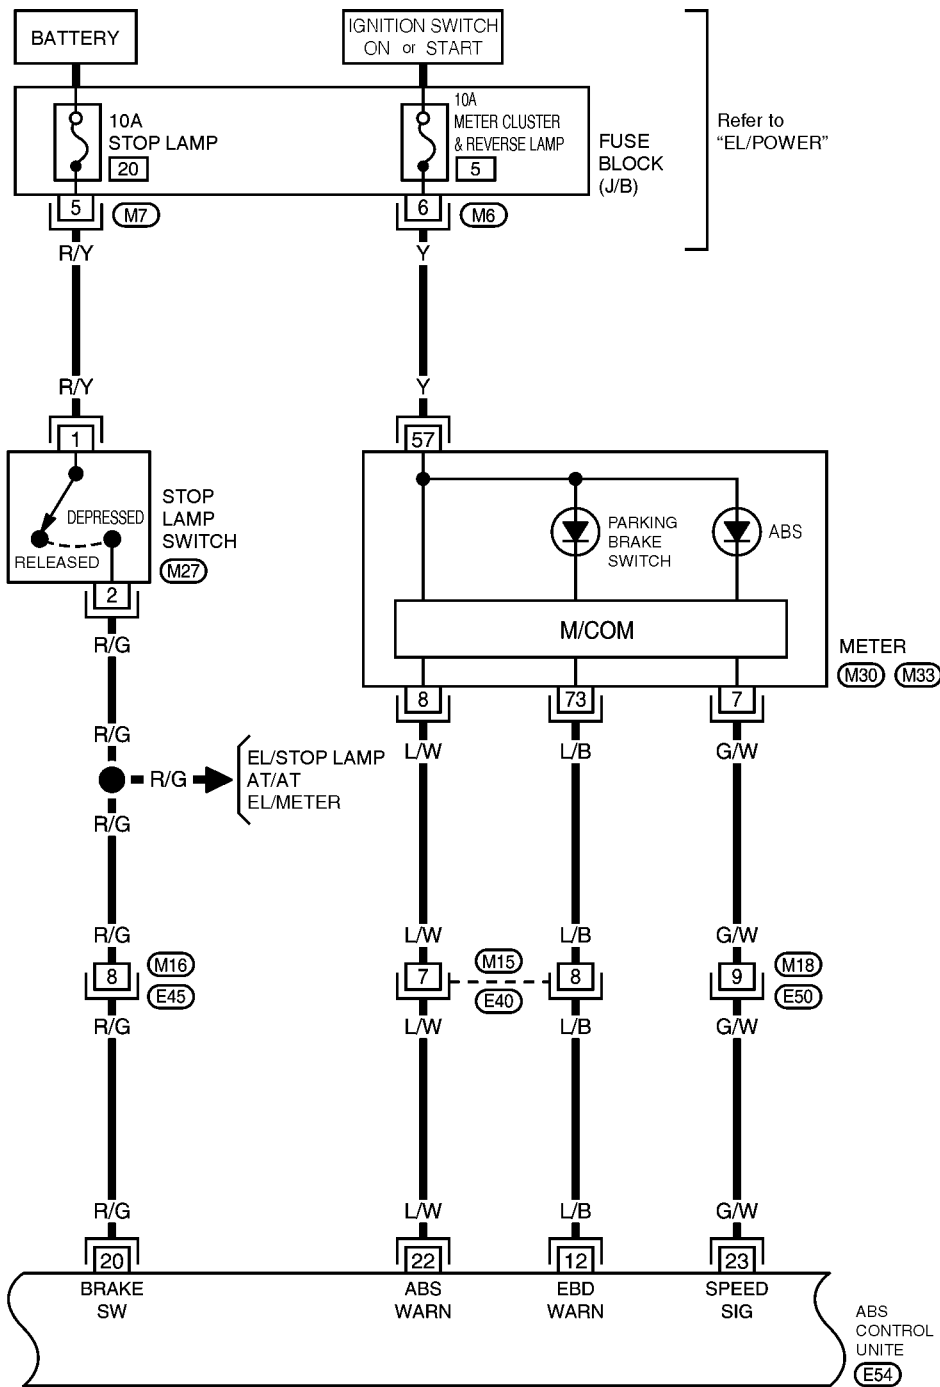 BATTERY
IGNITION SWITCH
ON or START
10A
STOP LAMP
20
10A
METER CLUSTER
& REVERSE LAMP
5
FUSE
BLOCK
(J/B)
Refer to
"EL/POWER"
5
M7
6
M6
R/Y
Y
R/Y
Y
1
57
DEPRESSED
RELEASED
STOP
LAMP
SWITCH
M27
2
PARKING
BRAKE
SWITCH
ABS
M/COM
METER
M30
M33
8
73
7
R/G
R/G
R/G
R/G
EL/STOP LAMP
AT/AT
EL/METER
L/W
L/B
G/W
R/G
L/W
L/B
G/W
8
M16
E45
7
M15
E40
8
9
M18
E50
R/G
L/W
L/B
G/W
R/G
L/W
L/B
G/W
20
22
12
23
BRAKE
SW
ABS
WARN
EBD
WARN
SPEED
SIG
ABS
CONTROL
UNITE
E54